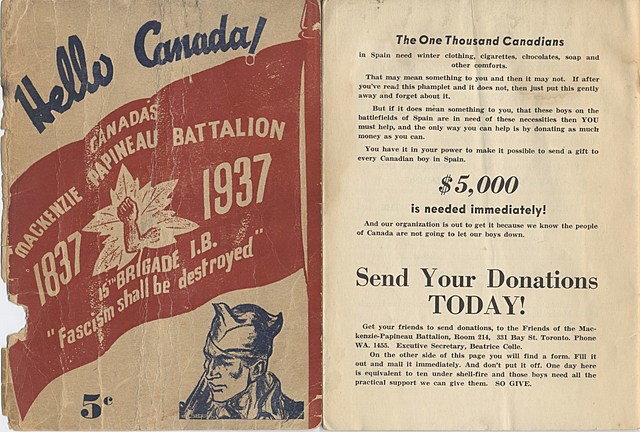 Hello Canada!
CANADA'S
MACKENZIE PAPINEAU BATTALION
1837 1937
15th BRIGADE I.B.
"Fascism shall be destroyed"
5c
The One Thousand Canadians
in Spain need winter clothing, cigarettes, chocolates, soap and
other comforts.
That may mean something to you and then it may not. If after
you've read this phamplet and it does not, then just put this gently
away and forget about it.
But if it does mean something to you, that these boys on the
battlefields of Spain are in need of these necessities then YOU
must help, and the only way you can help is by donating as much
money as you can.
You have it in your power to make it possible to send a gift to
every Canadian boy in Spain.
$5,000
is needed immediately!
And our organization is out to get it because we know the people
of Canada are not going to let our boys down.
Send Your Donations
TODAY!
Get your friends to send donations, to the Friends of the Mac-
kenzie-Papineau Battalion, Room 214, 331 Bay St. Toronto. Phone
WA. 1455. Excutive Secretary, Beatrice Colle.
On the other side of this page you will find a form. Fill it
out and mail it immediately. And don't put it off. One day here
is equivalent to ten under shell-fire and those boys need all the
practical support we can give them. SO GIVE.